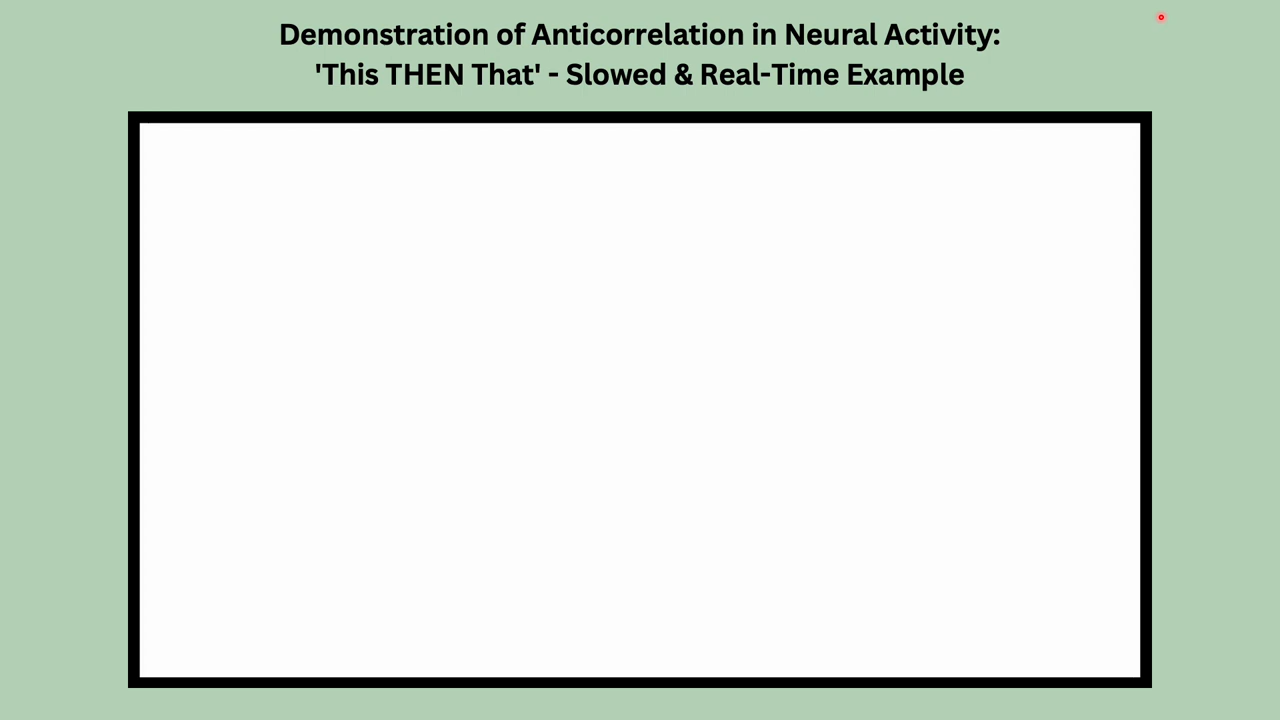 Demonstration of Anticorrelation in Neural Activity:
'This THEN That' - Slowed & Real-Time Example